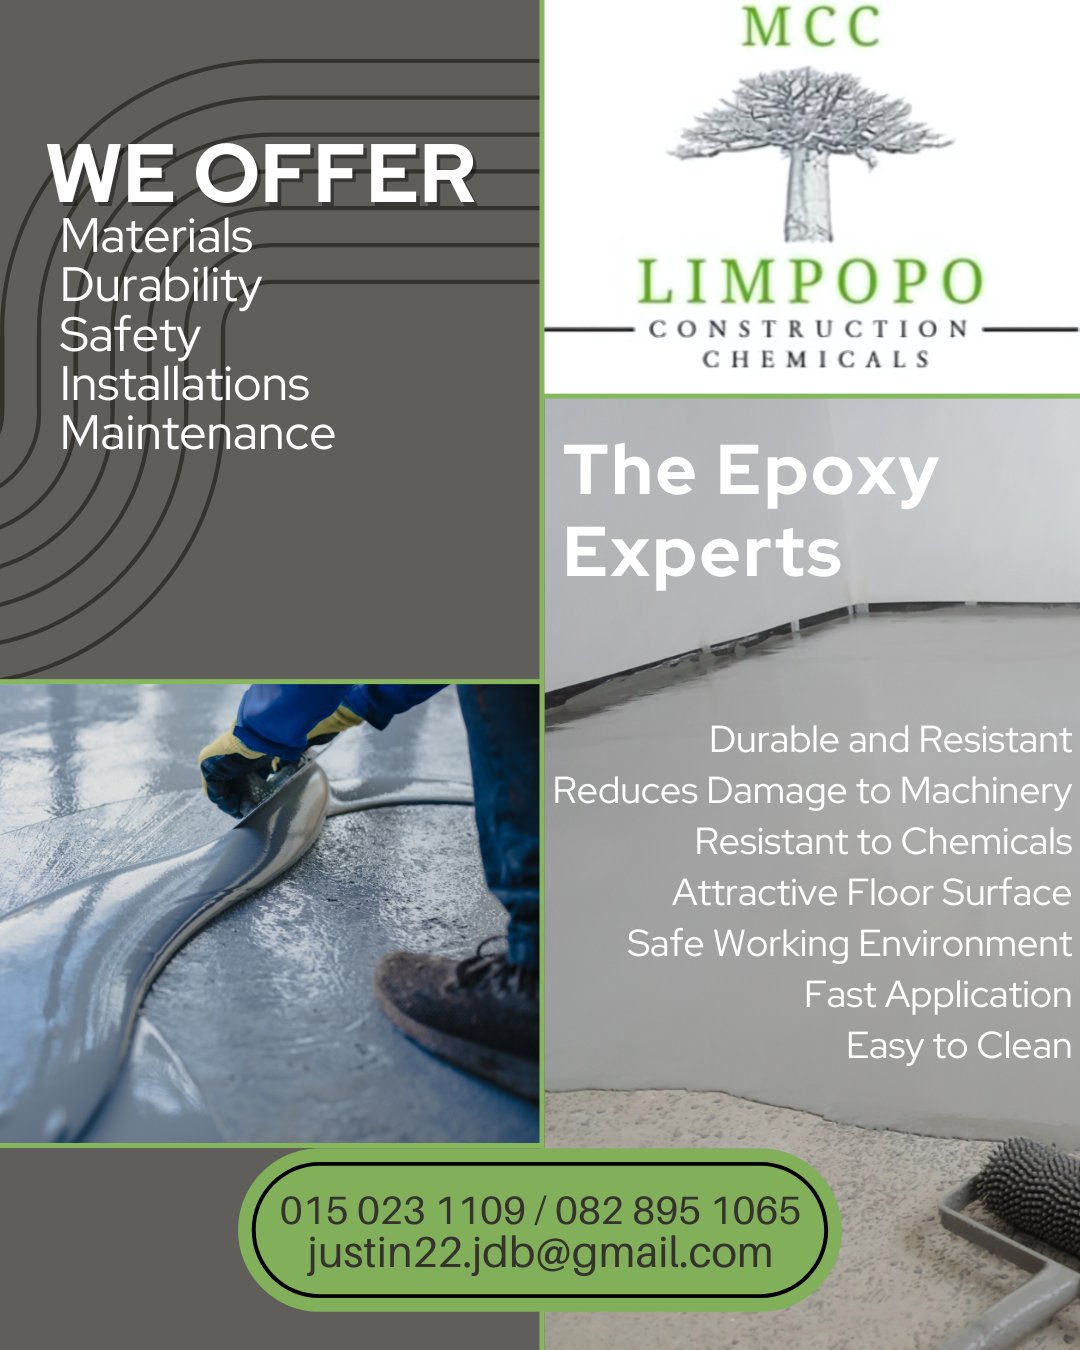 WE OFFER
Materials
Durability
Safety
Installations
Maintenance
MCC
LIMPOPO
CONSTRUCTION
CHEMICALS
The Epoxy
Experts
Durable and Resistant
Reduces Damage to Machinery
Resistant to Chemicals
Attractive Floor Surface
Safe Working Environment
Fast Application
Easy to Clean
015 023 1109 / 082 895 1065
justin22.jdb@gmail.com